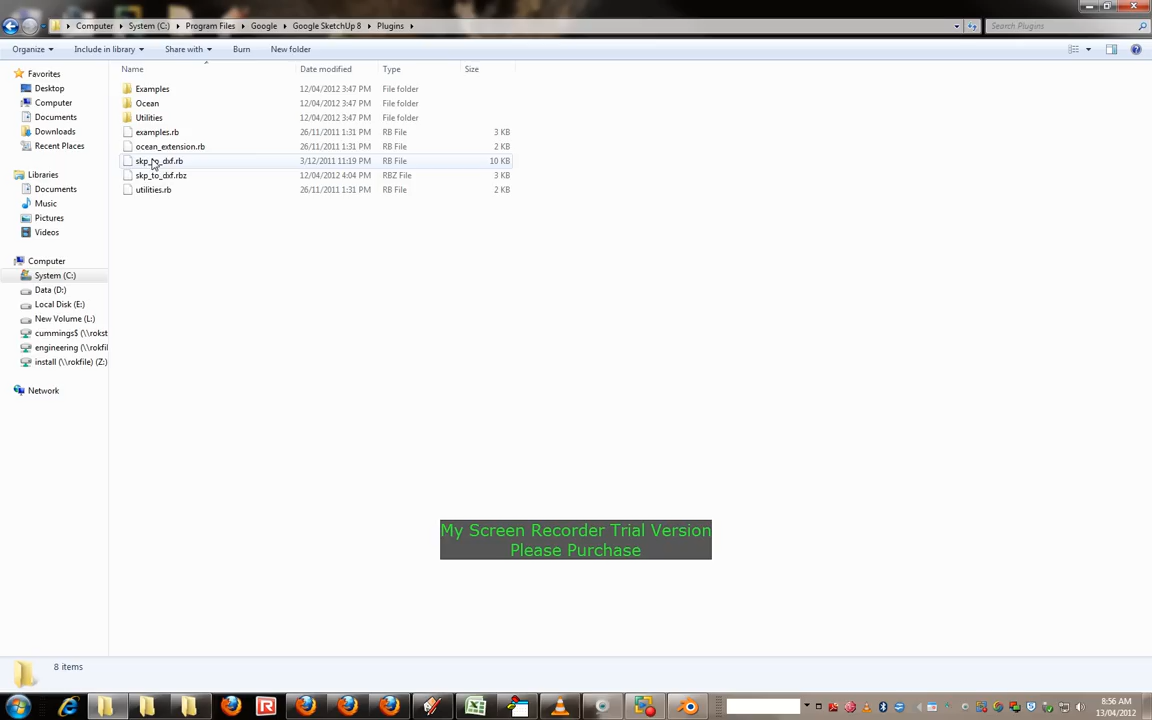 Computer ▸ System (C:) ▸ Program Files ▸ Google ▸ Google SketchUp 8 ▸ Plugins ▸
Search Plugins
Organize Include in library Share with Burn New folder
Name Date modified Type Size
Favorites
Desktop
Computer
Documents
Downloads
Recent Places
Libraries
Documents
Music
Pictures
Videos
Computer
System (C:)
Data (D:)
Local Disk (E:)
New Volume (L:)
cummings$ (\\rokst
engineering (\\rokfil
install (\\rokfile) (Z:)
Network
Examples 12/04/2012 3:47 PM File folder
Ocean 12/04/2012 3:47 PM File folder
Utilities 12/04/2012 3:47 PM File folder
examples.rb 26/11/2011 1:31 PM RB File 3 KB
ocean_extension.rb 26/11/2011 1:31 PM RB File 2 KB
skp_to_dxf.rb 3/12/2011 11:19 PM RB File 10 KB
skp_to_dxf.rbz 12/04/2012 4:04 PM RBZ File 3 KB
utilities.rb 26/11/2011 1:31 PM RB File 2 KB
My Screen Recorder Trial Version
Please Purchase
8 items
8:56 AM
13/04/2012